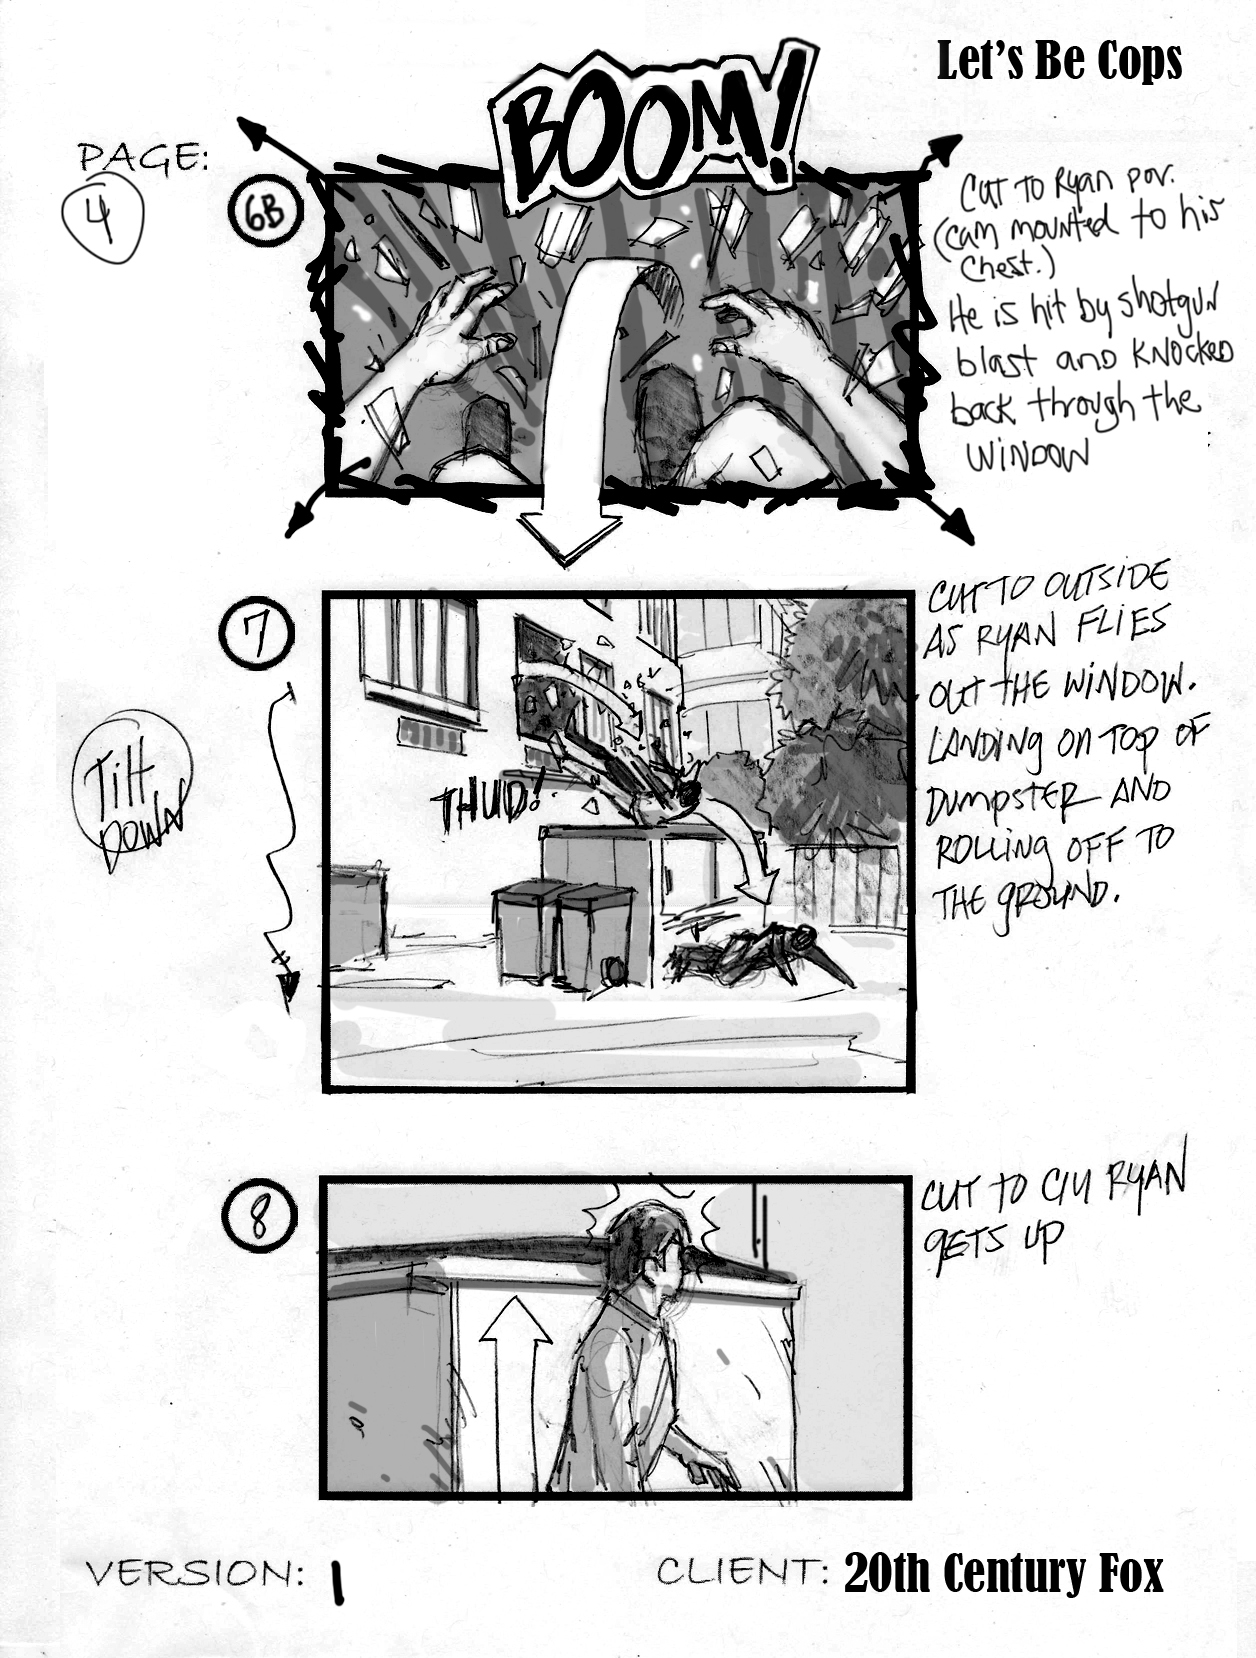 Let's Be Cops
PAGE:
4
6B
BOOM!
CUT TO Ryan pov.
(cam mounted to his
chest.)
He is hit by shotgun
blast and knocked
back through the
WINDOW
7
TILT
DOWN
THUD!
CUT TO OUTSIDE
AS RYAN FLIES
OUT THE WINDOW.
LANDING ON TOP OF
DUMPSTER AND
ROLLING OFF TO
THE GROUND.
8
CUT TO C/U RYAN
GETS UP
VERSION: 1
CLIENT: 20th Century Fox